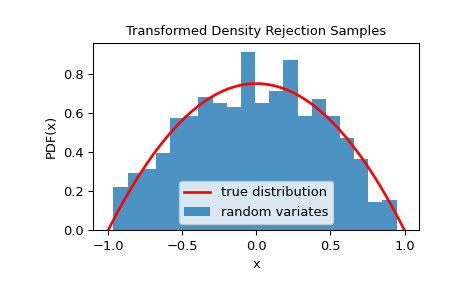 Transformed Density Rejection Samples
PDF(x)
0.8
0.6
0.4
0.2
0.0
true distribution
random variates
−1.0 −0.5 0.0 0.5 1.0
x